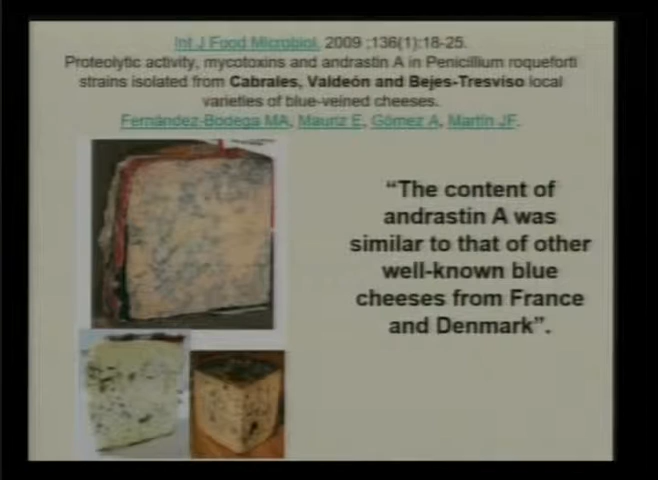 Int J Food Microbiol. 2009 ;136(1):18-25.
Proteolytic activity, mycotoxins and andrastin A in Penicillium roqueforti
strains isolated from Cabrales, Valdeón and Bejes-Tresviso local
varieties of blue-veined cheeses.
Fernández-Bodega MA, Mauriz E, Gómez A, Martín JF.
“The content of
andrastin A was
similar to that of other
well-known blue
cheeses from France
and Denmark”.